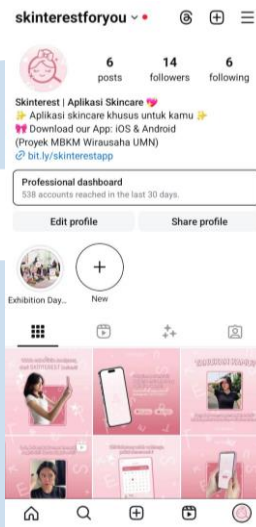 skinterestforyou
6 14 6
posts followers following
Skinterest | Aplikasi Skincare 💖
✨ Aplikasi skincare khusus untuk kamu ✨
🎀 Download our App: iOS & Android
(Proyek MBKM Wirausaha UMN)
bit.ly/skinterestapp
Professional dashboard
538 accounts reached in the last 30 days.
Edit profile Share profile
Exhibition Day... New